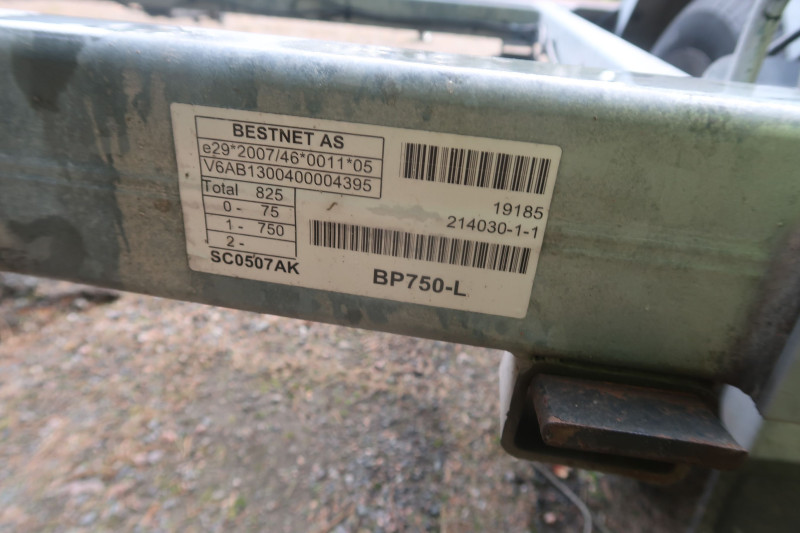 BESTNET AS
e29*2007/46*0011*05
V6AB1300400004395
Total 825
0 - 75
1 - 750
2 -
SC0507AK
19185
214030-1-1
BP750-L